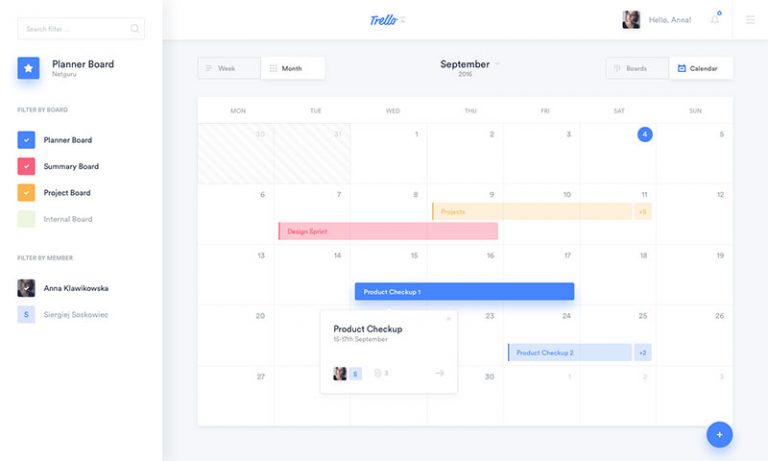 Search filter ...
Trello
Hello, Anna!
Planner Board
Netguru
FILTER BY BOARD
Planner Board
Summary Board
Project Board
Internal Board
FILTER BY MEMBER
Anna Klawikowska
S
Siergiej Soskowiec
Week
Month
September
2016
Boards
Calendar
MON TUE WED THU FRI SAT SUN
30 31 1 2 3 4 5
6 7 8 9 10 11 12
Projects
+5
Design Sprint
13 14 15 16 17 18 19
Product Checkup 1
20 23 24 25 26
Product Checkup
15-17th September
S
3
Product Checkup 2
+2
27 30 1 2 3
+